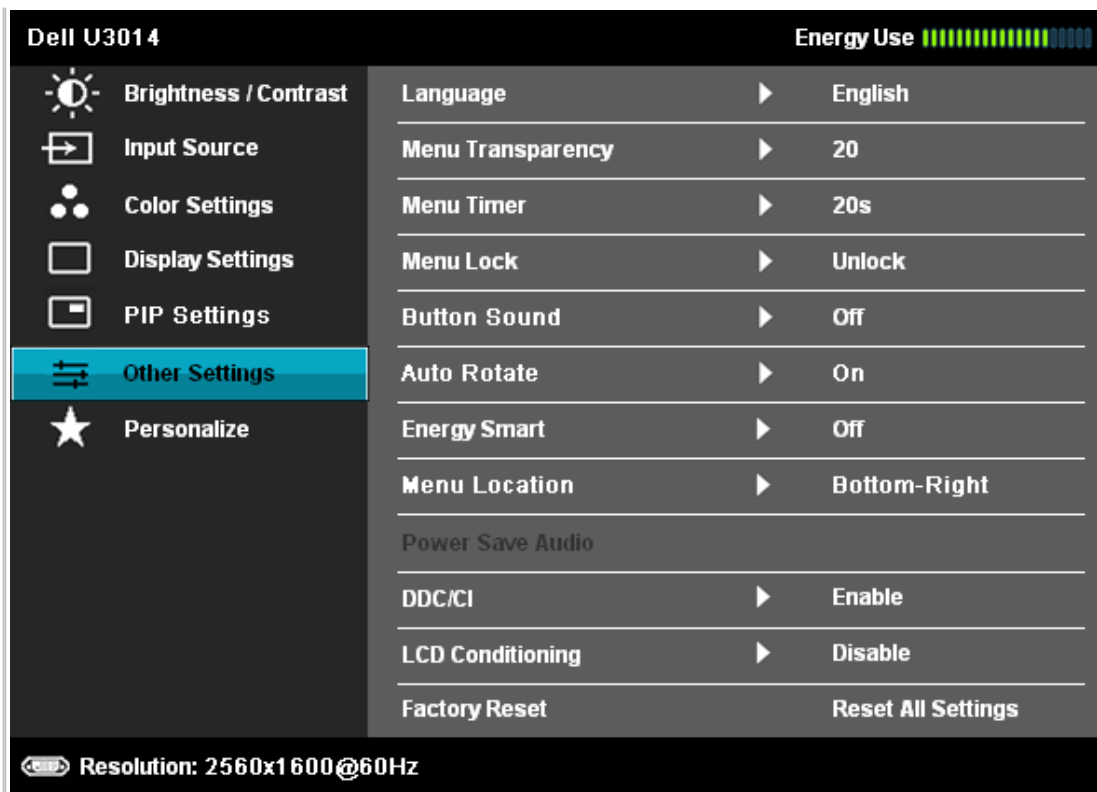 Dell U3014 Energy Use
Brightness / Contrast Language English
Input Source Menu Transparency 20
Color Settings Menu Timer 20s
Display Settings Menu Lock Unlock
PIP Settings Button Sound Off
Other Settings Auto Rotate On
Personalize Energy Smart Off
Menu Location Bottom-Right
Power Save Audio
DDC/CI Enable
LCD Conditioning Disable
Factory Reset Reset All Settings
Resolution: 2560x1600@60Hz